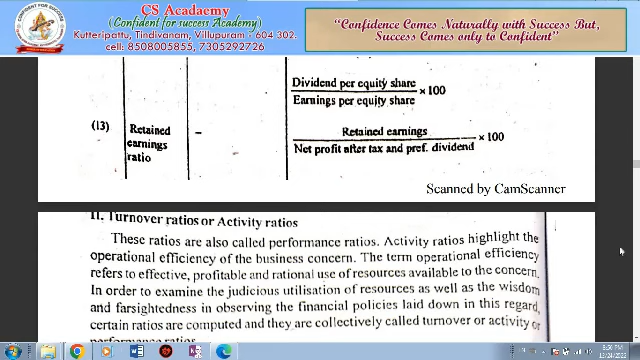 CS Acadaemy
(Confident for success Academy)
Kutteripattu, Tindivanam, Villupuram - 604 302.
cell: 8508005855, 7305292726
"Confidence Comes Naturally with Success But,
Success Comes only to Confident"
Dividend per equity share
Earnings per equity share
× 100
(13) Retained earnings ratio
–
Retained earnings
Net profit after tax and pref. dividend
× 100
Scanned by CamScanner
II. Turnover ratios or Activity ratios
These ratios are also called performance ratios. Activity ratios highlight the
operational efficiency of the business concern. The term operational efficiency
refers to effective, profitable and rational use of resources available to the concern.
In order to examine the judicious utilisation of resources as well as the wisdom
and farsightedness in observing the financial policies laid down in this regard,
certain ratios are computed and they are collectively called turnover or activity or
performance ratios